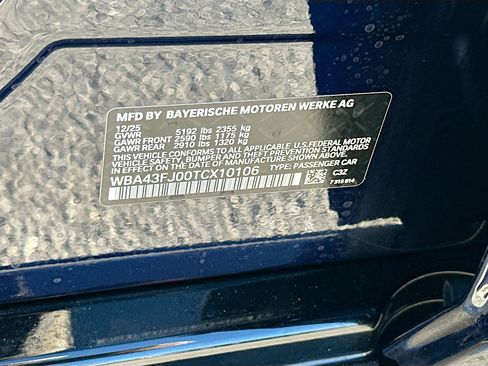 MFD BY BAYERISCHE MOTOREN WERKE AG
12/25
GVWR 5192 lbs 2355 kg
GAWR FRONT 2590 lbs 1175 kg
GAWR REAR 2910 lbs 1320 kg
THIS VEHICLE CONFORMS TO ALL APPLICABLE U.S. FEDERAL MOTOR
VEHICLE SAFETY, BUMPER, AND THEFT PREVENTION STANDARDS
IN EFFECT ON THE DATE OF MANUFACTURE SHOWN ABOVE.
WBA43FJ00TCX10106 TYPE: PASSENGER CAR
C3Z
7318814